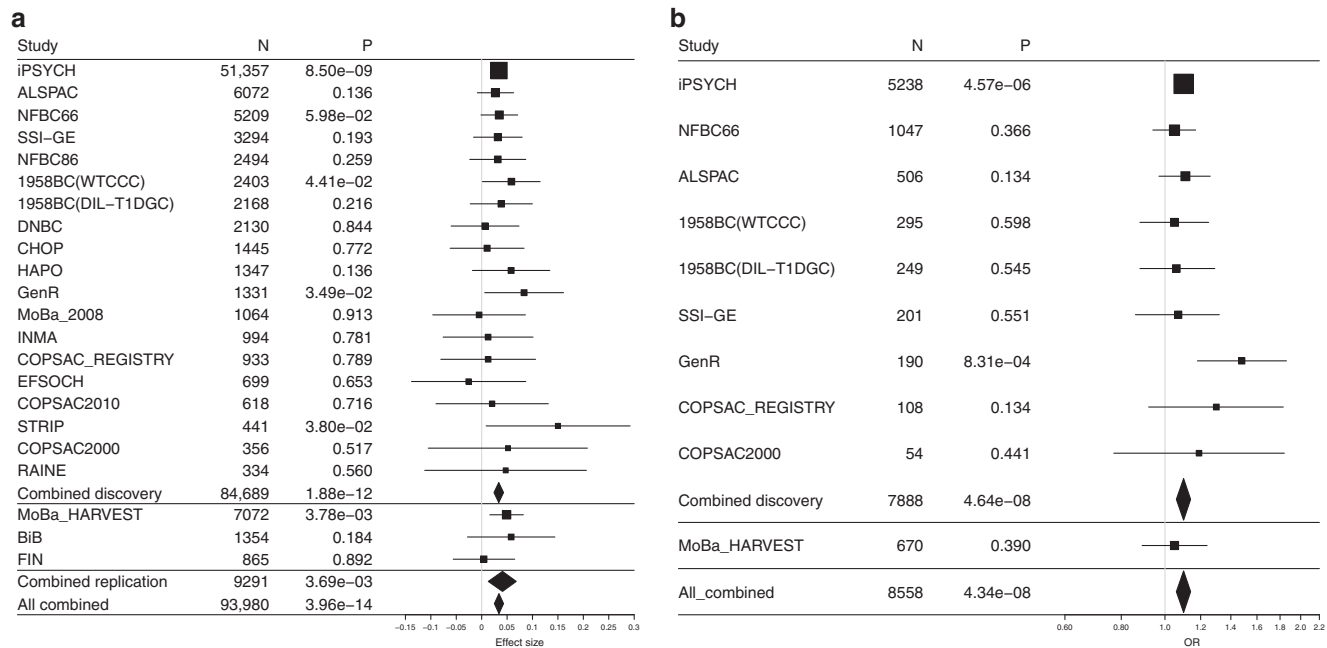 a
Study N P
iPSYCH 51,357 8.50e−09
ALSPAC 6072 0.136
NFBC66 5209 5.98e−02
SSI−GE 3294 0.193
NFBC86 2494 0.259
1958BC(WTCCC) 2403 4.41e−02
1958BC(DIL−T1DGC) 2168 0.216
DNBC 2130 0.844
CHOP 1445 0.772
HAPO 1347 0.136
GenR 1331 3.49e−02
MoBa_2008 1064 0.913
INMA 994 0.781
COPSAC_REGISTRY 933 0.789
EFSOCH 699 0.653
COPSAC2010 618 0.716
STRIP 441 3.80e−02
COPSAC2000 356 0.517
RAINE 334 0.560
Combined discovery 84,689 1.88e−12
MoBa_HARVEST 7072 3.78e−03
BiB 1354 0.184
FIN 865 0.892
Combined replication 9291 3.69e−03
All combined 93,980 3.96e−14
−0.15 −0.1 −0.05 0 0.05 0.1 0.15 0.2 0.25 0.3
Effect size
b
Study N P
iPSYCH 5238 4.57e−06
NFBC66 1047 0.366
ALSPAC 506 0.134
1958BC(WTCCC) 295 0.598
1958BC(DIL−T1DGC) 249 0.545
SSI−GE 201 0.551
GenR 190 8.31e−04
COPSAC_REGISTRY 108 0.134
COPSAC2000 54 0.441
Combined discovery 7888 4.64e−08
MoBa_HARVEST 670 0.390
All_combined 8558 4.34e−08
0.60 0.80 1.0 1.2 1.4 1.6 1.8 2.0 2.2
OR